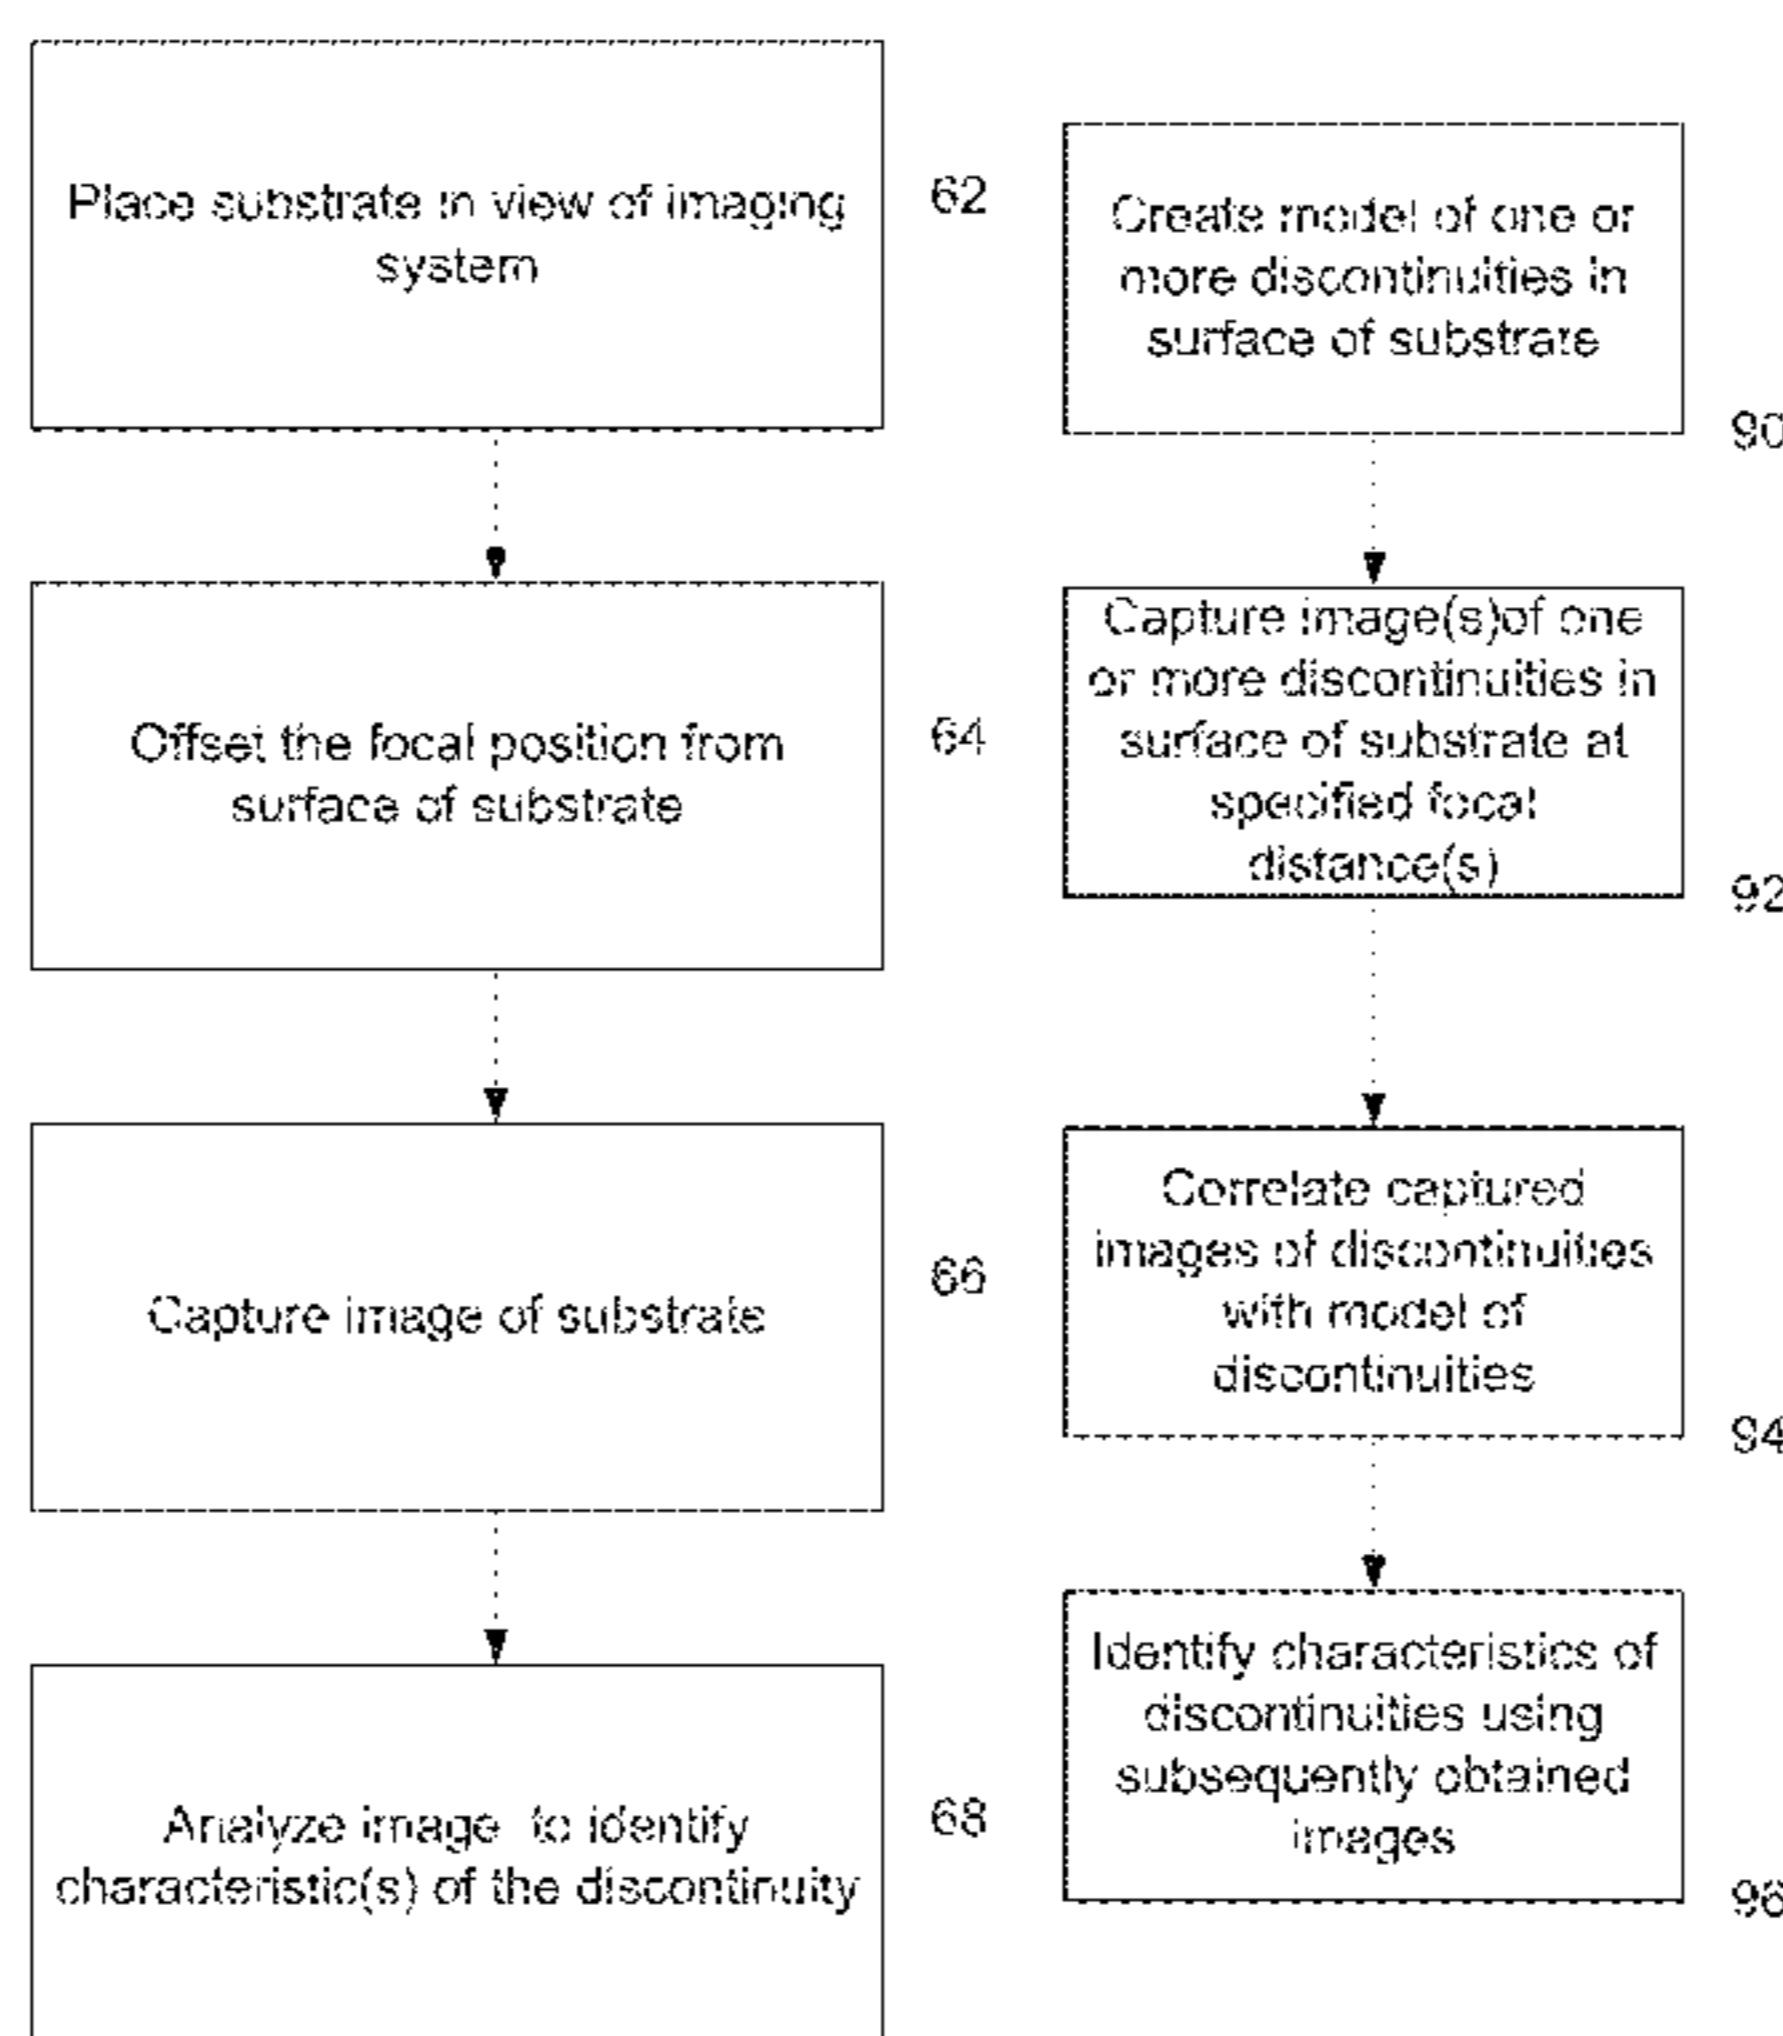 Place substrate in view of imaging
system
62
Offset the focal position from
surface of substrate
64
Capture image of substrate
66
Analyze image to identify
characteristic(s) of the discontinuity
68
Create model of one or
more discontinuities in
surface of substrate
90
Capture image(s)of one
or more discontinuities in
surface of substrate at
specified focal
distance(s)
92
Correlate captured
images of discontinuities
with model of
discontinuities
94
Identify characteristics of
discontinuities using
subsequently obtained
images
96